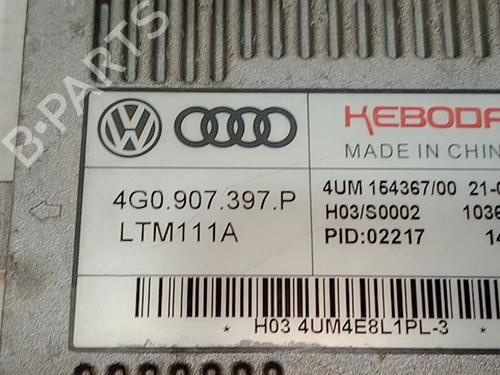 B-PARTS
KEBODA
MADE IN CHIN
4G0.907.397.P
LTM111A
4UM 154367/00 21-0
H03/S0002 1036
PID:02217 14
* H03 4UM4E8L1PL-3 *